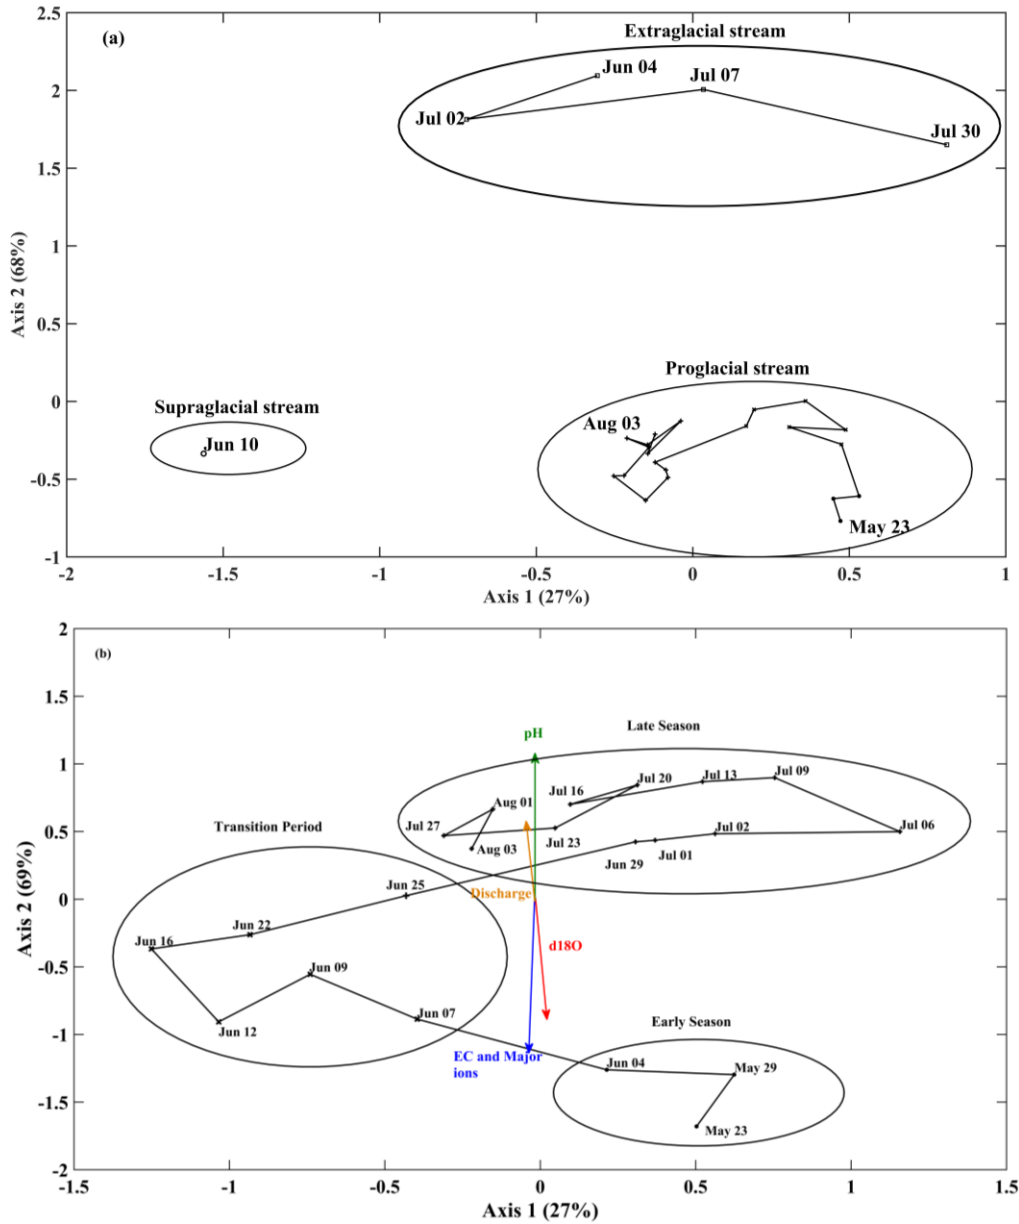 (a)
Extraglacial stream
Jun 04
Jul 07
Jul 02
Jul 30
Proglacial stream
Supraglacial stream
Aug 03
Jun 10
May 23
2.5
2
1.5
1
0.5
0
-0.5
-1
Axis 2 (68%)
-2
-1.5
-1
-0.5
0
0.5
1
Axis 1 (27%)
(b)
Late Season
pH
Jul 20
Jul 13
Jul 09
Jul 16
Aug 01
Transition Period
Jul 27
Jul 02
Jul 06
Jul 23
Aug 03
Jul 01
Jun 29
Jun 25
Discharge
Jun 22
Jun 16
d18O
Jun 09
Jun 07
Jun 12
Early Season
EC and Major
ions
Jun 04
May 29
May 23
2
1.5
1
0.5
0
-0.5
-1
-1.5
-2
Axis 2 (69%)
-1.5
-1
-0.5
0
0.5
1
1.5
Axis 1 (27%)